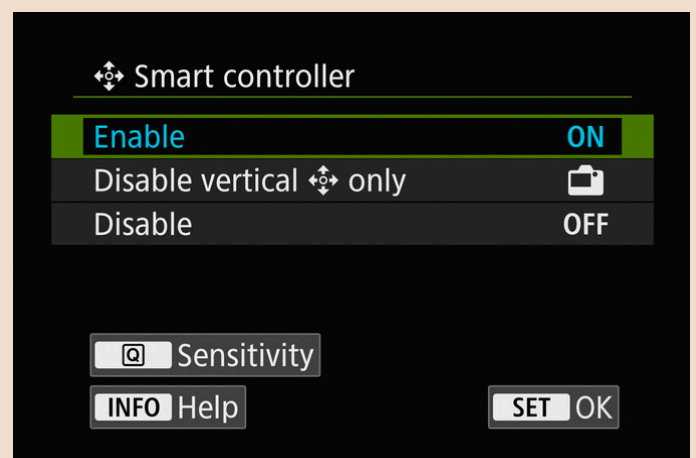 Smart controller
Enable ON
Disable vertical only
Disable OFF
Q Sensitivity
INFO Help
SET OK